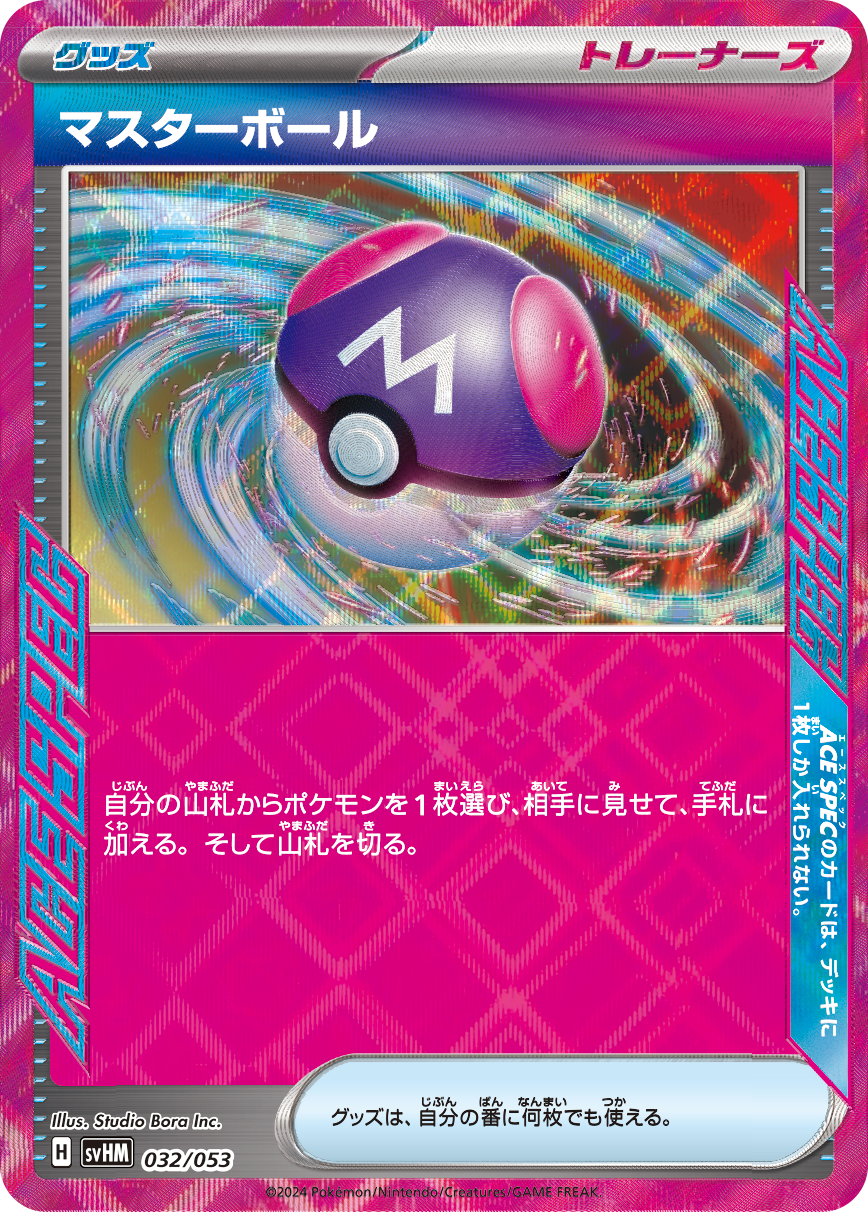 グッズ
トレーナーズ
マスターボール
M
ACE SPEC
ACE SPEC
ACE SPECのカードは、デッキに
1枚しか入れられない。
自分の山札からポケモンを1枚選び、相手に見せて、手札に
加える。そして山札を切る。
グッズは、自分の番に何枚でも使える。
Illus. Studio Bora Inc.
H svHM 032/053
©2024 Pokémon/Nintendo/Creatures/GAME FREAK.